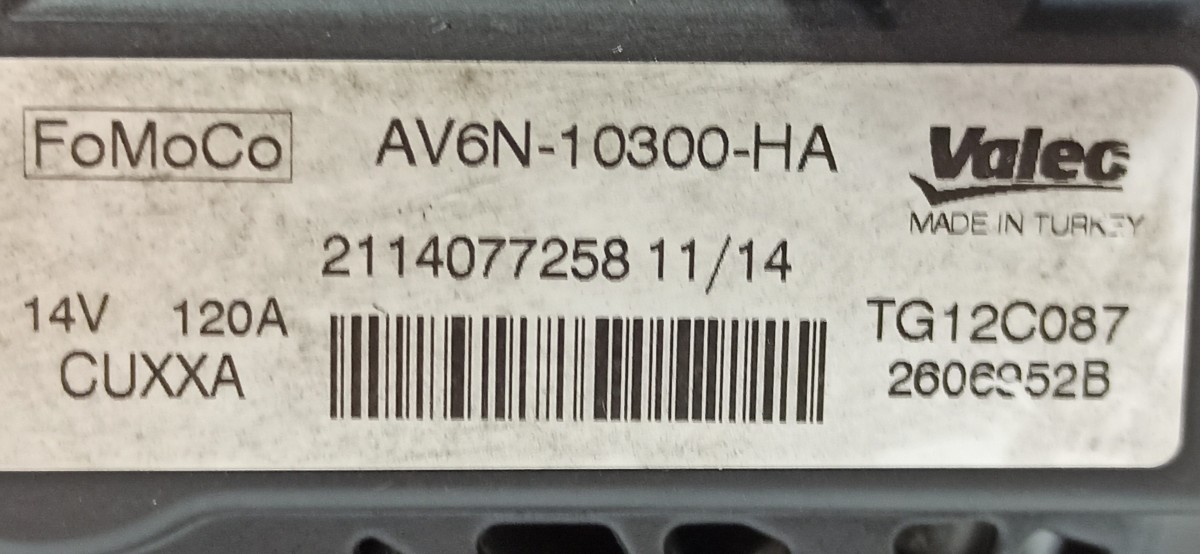 FoMoCo AV6N-10300-HA Valeo
MADE IN TURKEY
2114077258 11/14
14V 120A TG12C087
CUXXA